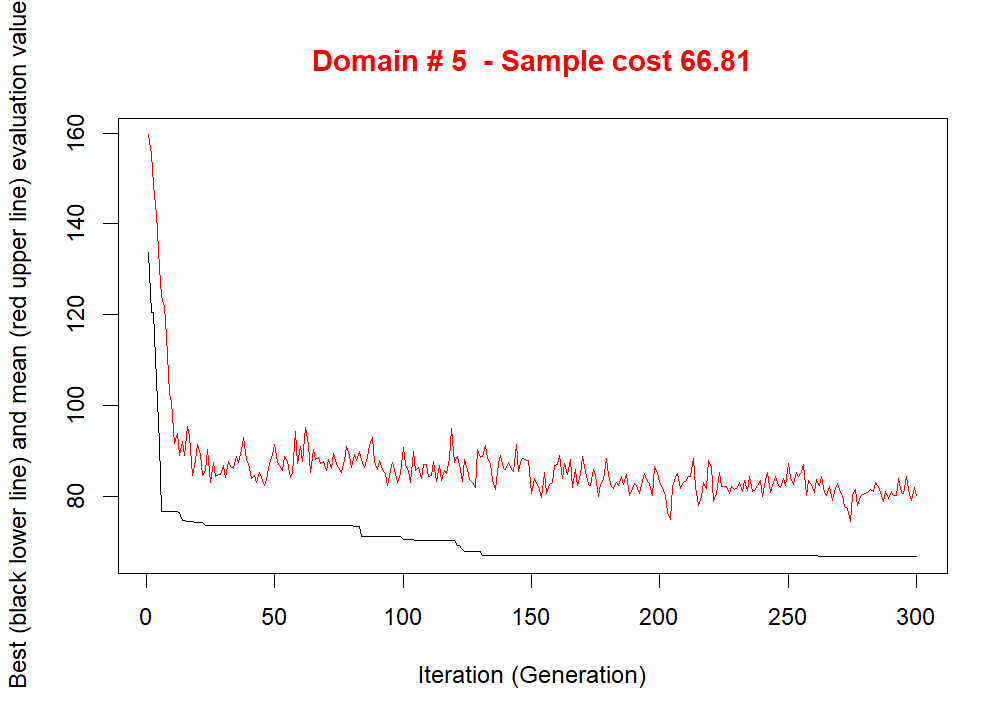 Domain # 5  - Sample cost 66.81
Best (black lower line) and mean (red upper line) evaluation value
160
140
120
100
80
0 50 100 150 200 250 300
Iteration (Generation)